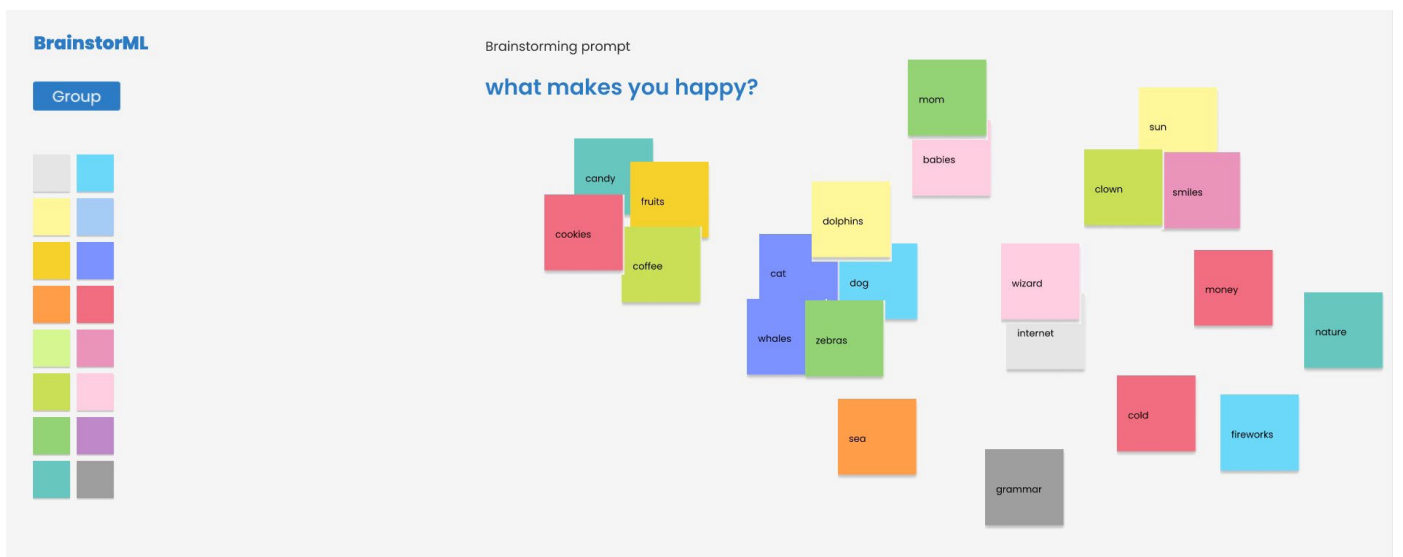 BrainstorML
Group
Brainstorming prompt
what makes you happy?
mom
babies
sun
clown
smiles
candy
fruits
cookies
coffee
dolphins
cat
dog
whales
zebras
wizard
internet
money
nature
sea
cold
fireworks
grammar